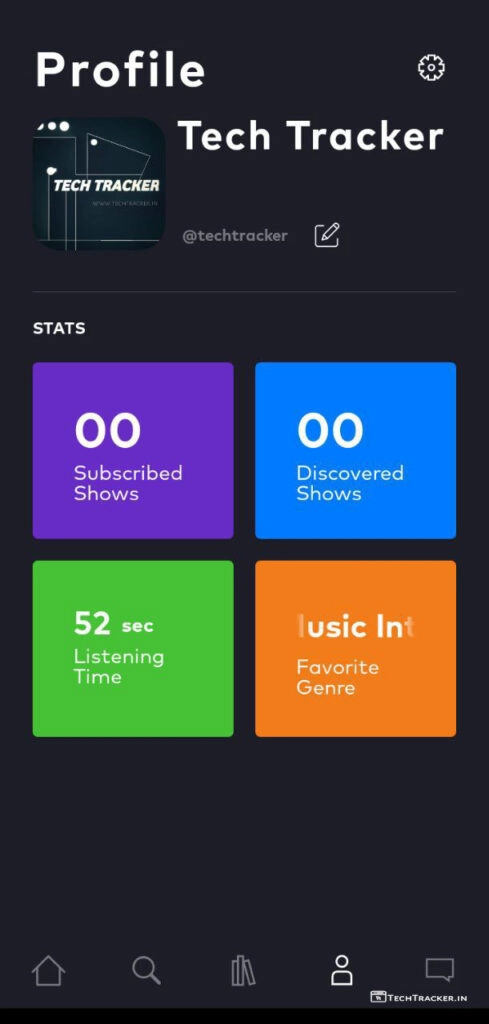 Profile
Tech Tracker
TECH TRACKER
WWW.TECHTRACKER.IN
@techtracker
STATS
00
Subscribed
Shows
00
Discovered
Shows
52 sec
Listening
Time
lusic Int
Favorite
Genre
TECHTRACKER.IN